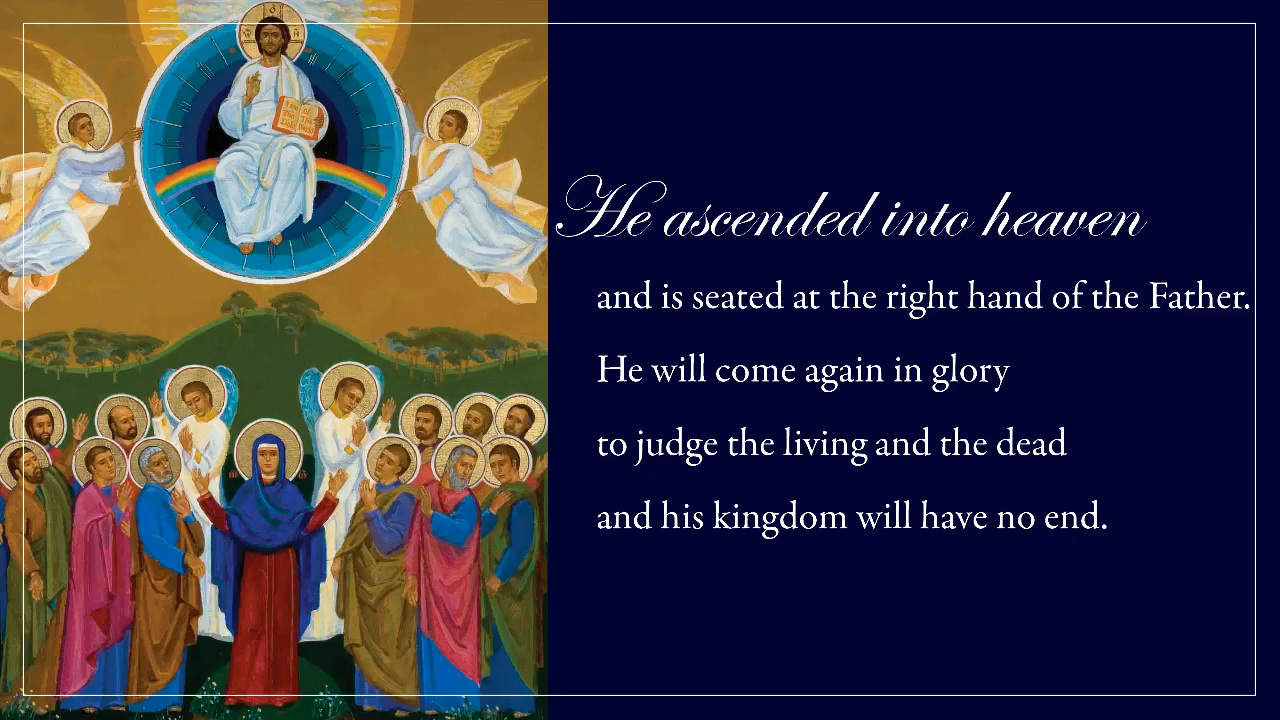 He ascended into heaven
and is seated at the right hand of the Father.
He will come again in glory
to judge the living and the dead
and his kingdom will have no end.